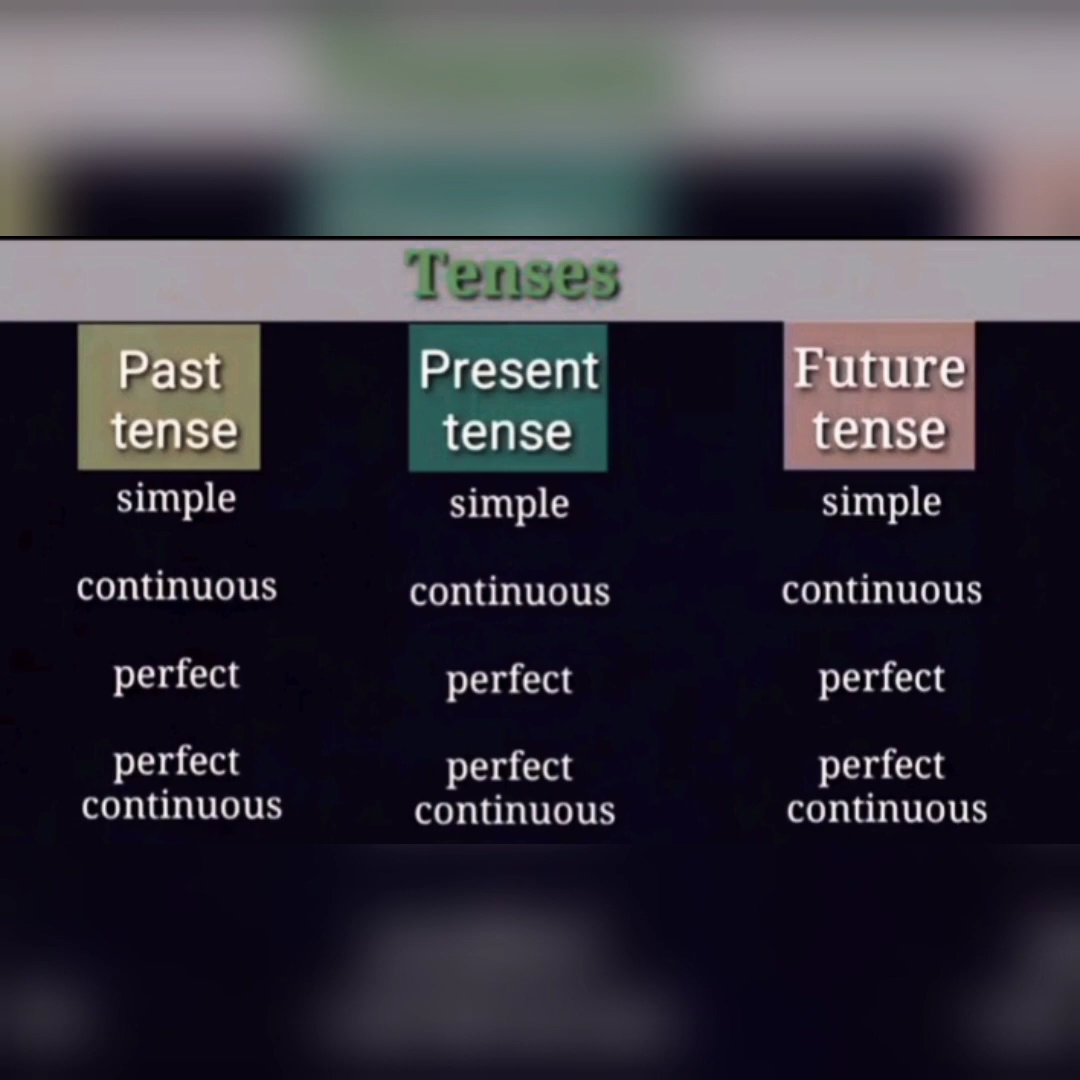 Tenses
Past
tense
Present
tense
Future
tense
simple
simple
simple
continuous
continuous
continuous
perfect
perfect
perfect
perfect
continuous
perfect
continuous
perfect
continuous